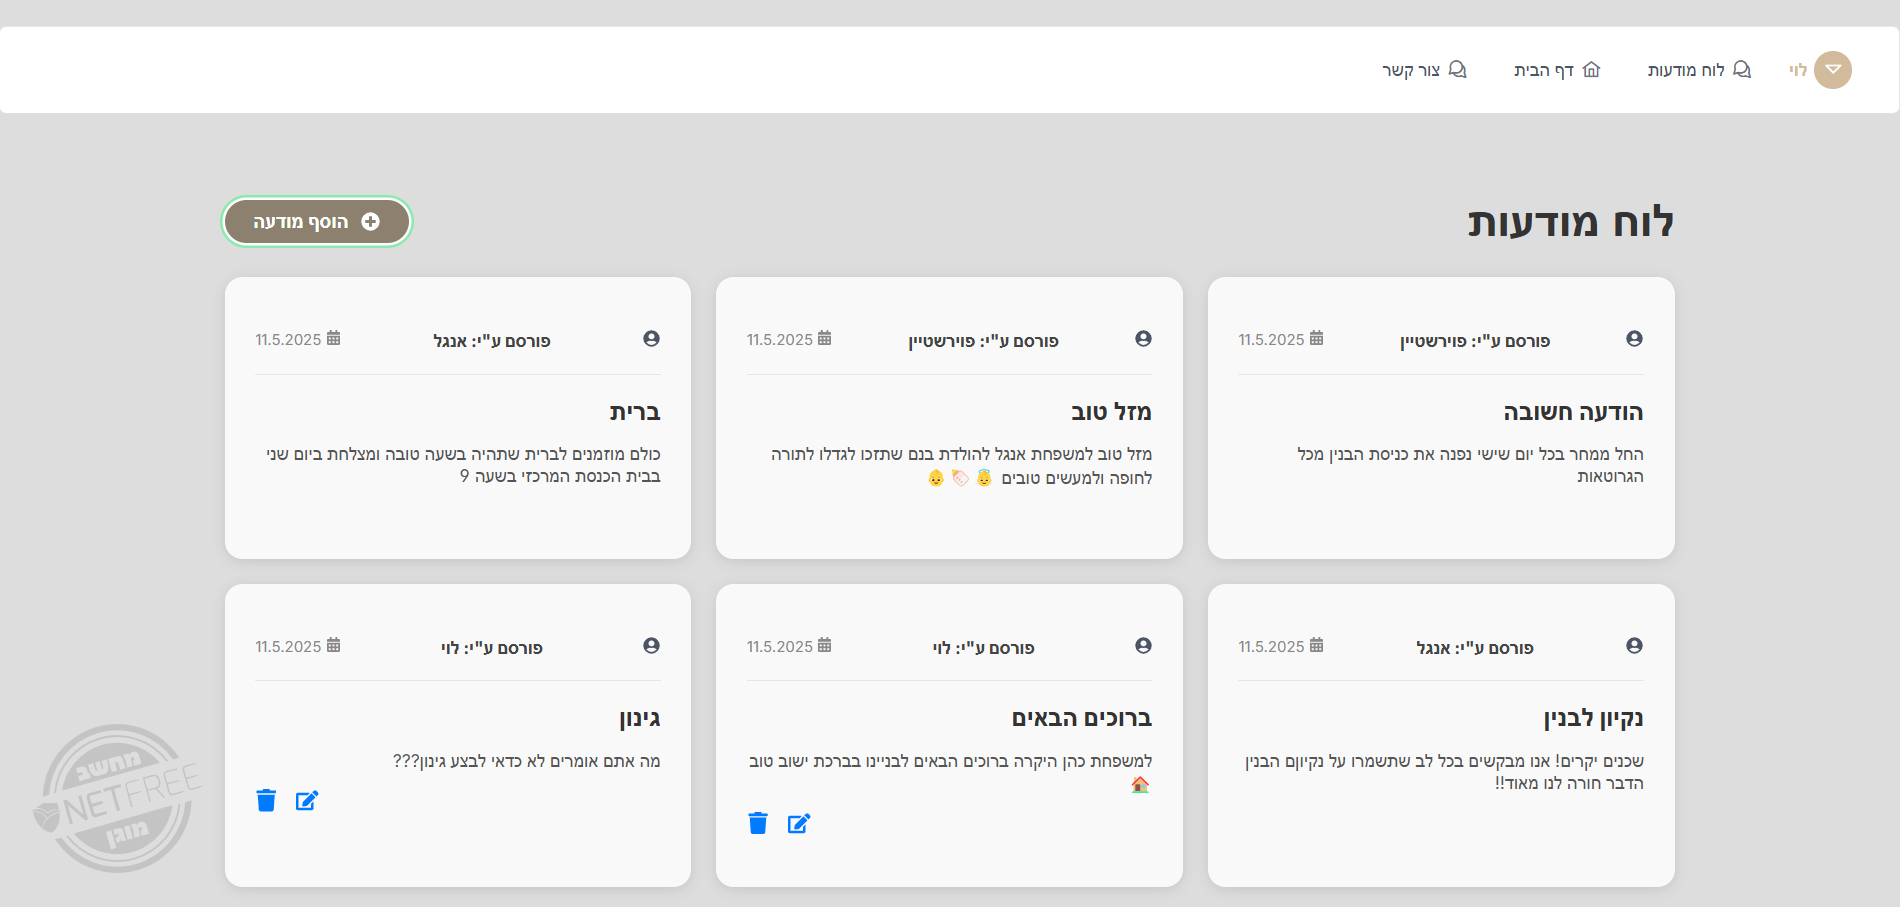 לוי
לוח מודעות
דף הבית
צור קשר
לוח מודעות
הוסף מודעה
פורסם ע"י: פוירשטיין
11.5.2025
הודעה חשובה
החל ממחר בכל יום שישי נפנה את כניסת הבנין מכל
הגרוטאות
פורסם ע"י: פוירשטיין
11.5.2025
מזל טוב
מזל טוב למשפחת אנגל להולדת בנם שתזכו לגדלו לתורה
לחופה ולמעשים טובים 👼 🏷️ 👶
פורסם ע"י: אנגל
11.5.2025
ברית
כולם מוזמנים לברית שתהיה בשעה טובה ומצלחת ביום שני
בבית הכנסת המרכזי בשעה 9
פורסם ע"י: אנגל
11.5.2025
נקיון לבנין
שכנים יקרים! אנו מבקשים בכל לב שתשמרו על נקיוןם הבנין
הדבר חורה לנו מאוד!!
פורסם ע"י: לוי
11.5.2025
ברוכים הבאים
למשפחת כהן היקרה ברוכים הבאים לבניינו בברכת ישוב טוב
🏠
פורסם ע"י: לוי
11.5.2025
גינון
מה אתם אומרים לא כדאי לבצע גינון???
מחשב
NETFREE
מוגן